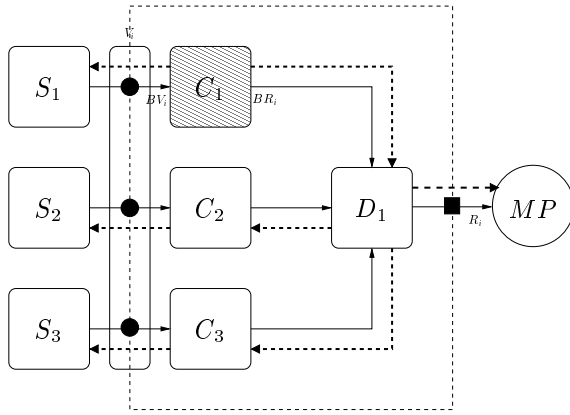 V_i
S_1
BV_i
C_1
BR_i
S_2
C_2
D_1
R_i
MP
S_3
C_3